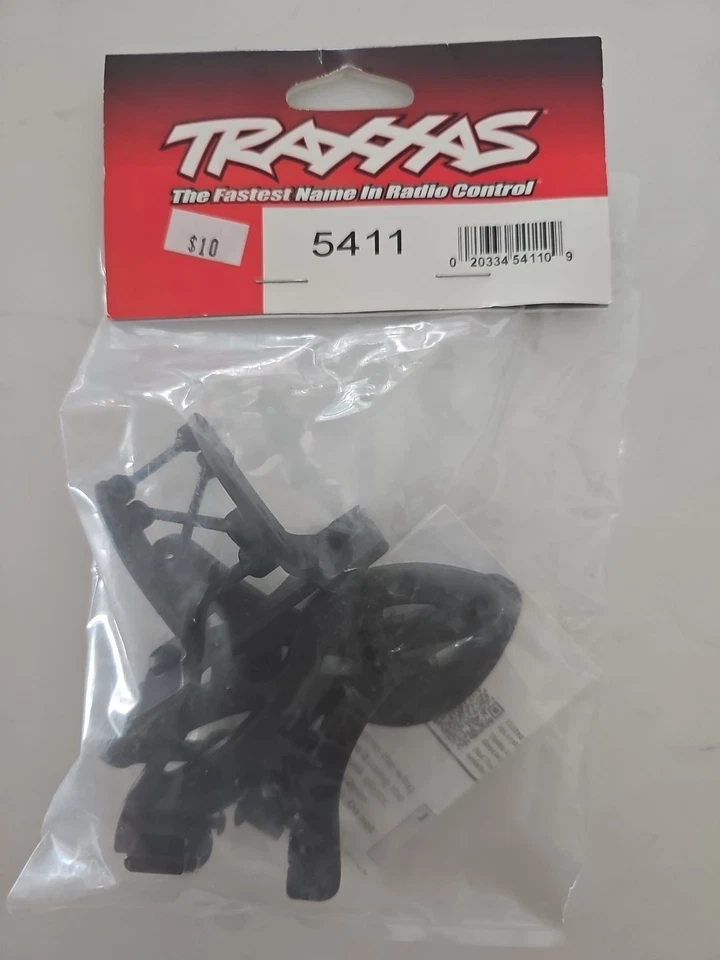 TRAXXAS
The Fastest Name In Radio Control
$10
5411
0 20334 54110 9